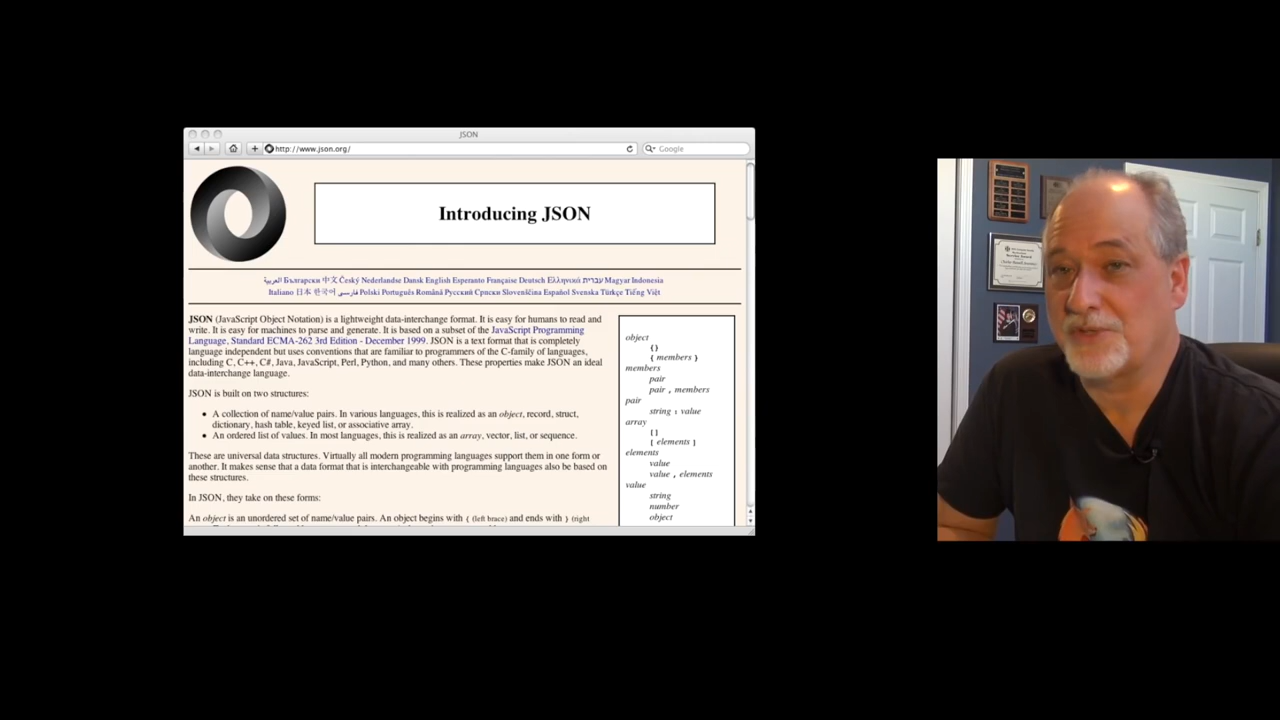 JSON
http://www.json.org/
Google
Introducing JSON
العربية Български 中文 Český Nederlandse Dansk English Esperanto Française Deutsch Ελληνικά עברית Magyar Indonesia
Italiano 日本 한국어 فارسی Polski Português Română Русский Српски Slovenščina Español Svenska Türkçe Tiếng Việt
JSON (JavaScript Object Notation) is a lightweight data-interchange format. It is easy for humans to read and
write. It is easy for machines to parse and generate. It is based on a subset of the JavaScript Programming
Language, Standard ECMA-262 3rd Edition - December 1999. JSON is a text format that is completely
language independent but uses conventions that are familiar to programmers of the C-family of languages,
including C, C++, C#, Java, JavaScript, Perl, Python, and many others. These properties make JSON an ideal
data-interchange language.
JSON is built on two structures:
• A collection of name/value pairs. In various languages, this is realized as an object, record, struct,
dictionary, hash table, keyed list, or associative array.
• An ordered list of values. In most languages, this is realized as an array, vector, list, or sequence.
These are universal data structures. Virtually all modern programming languages support them in one form or
another. It makes sense that a data format that is interchangeable with programming languages also be based on
these structures.
In JSON, they take on these forms:
An object is an unordered set of name/value pairs. An object begins with { (left brace) and ends with } (right
object
{}
{ members }
members
pair
pair , members
pair
string : value
array
[]
[ elements ]
elements
value
value , elements
value
string
number
object